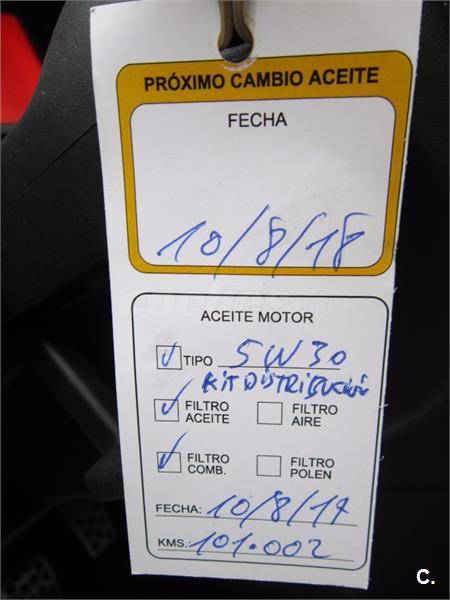 PRÓXIMO CAMBIO ACEITE
FECHA
10/8/18
ACEITE MOTOR
TIPO 5W30
KIT DISTRIBUCIÓN
FILTRO ACEITE FILTRO AIRE
FILTRO COMB. FILTRO POLEN
FECHA: 10/8/17
KMS.: 101.002
C.